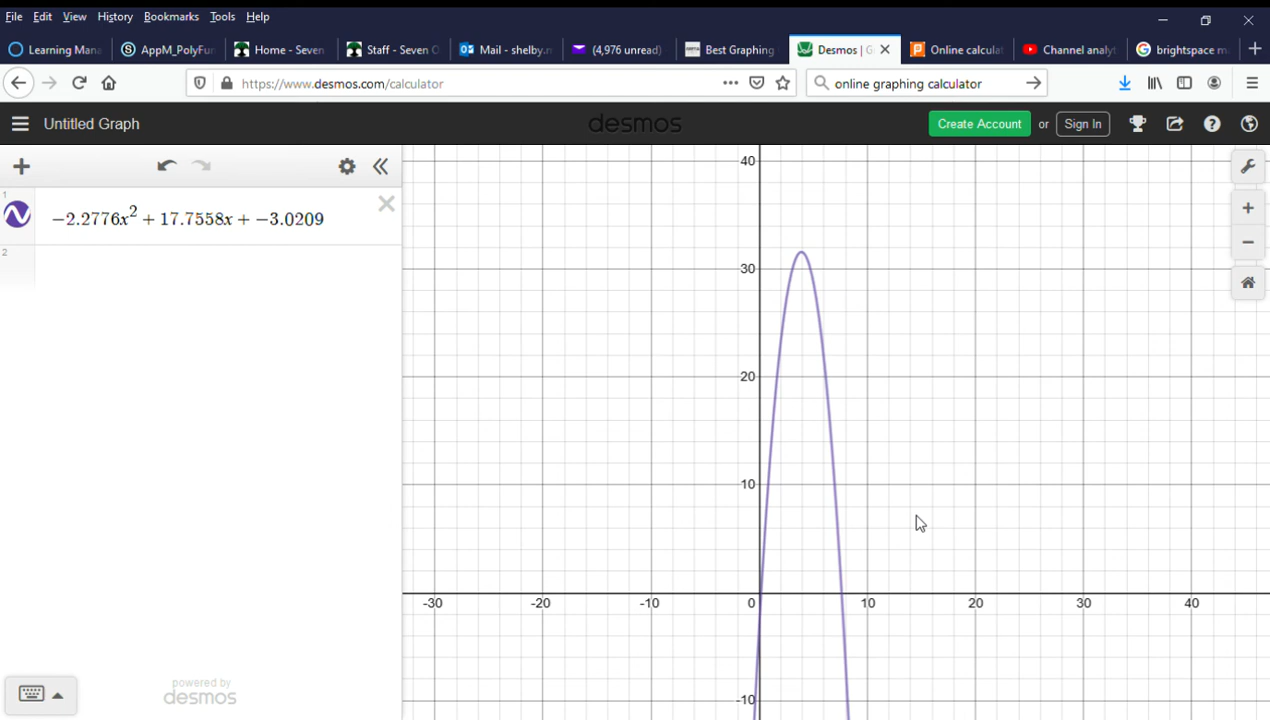 File Edit View History Bookmarks Tools Help
Learning Mana AppM_PolyFun Home - Seven Staff - Seven O Mail - shelby.m (4,976 unread) Best Graphing Desmos | G Online calculat Channel analyt brightspace m
https://www.desmos.com/calculator online graphing calculator
Untitled Graph desmos Create Account or Sign In
1
−2.2776x² + 17.7558x + −3.0209
2
40
30
20
10
-30 -20 -10 0 10 20 30 40
-10
powered by
desmos